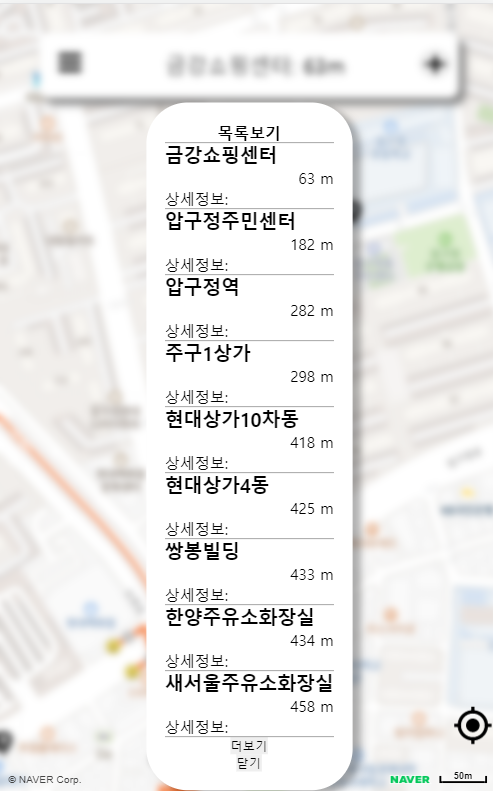 금강쇼핑센터: 63m
목록보기
금강쇼핑센터
63 m
상세정보:
압구정주민센터
182 m
상세정보:
압구정역
282 m
상세정보:
주구1상가
298 m
상세정보:
현대상가10차동
418 m
상세정보:
현대상가4동
425 m
상세정보:
쌍봉빌딩
433 m
상세정보:
한양주유소화장실
434 m
상세정보:
새서울주유소화장실
458 m
상세정보:
더보기
닫기
© NAVER Corp.
NAVER
50m